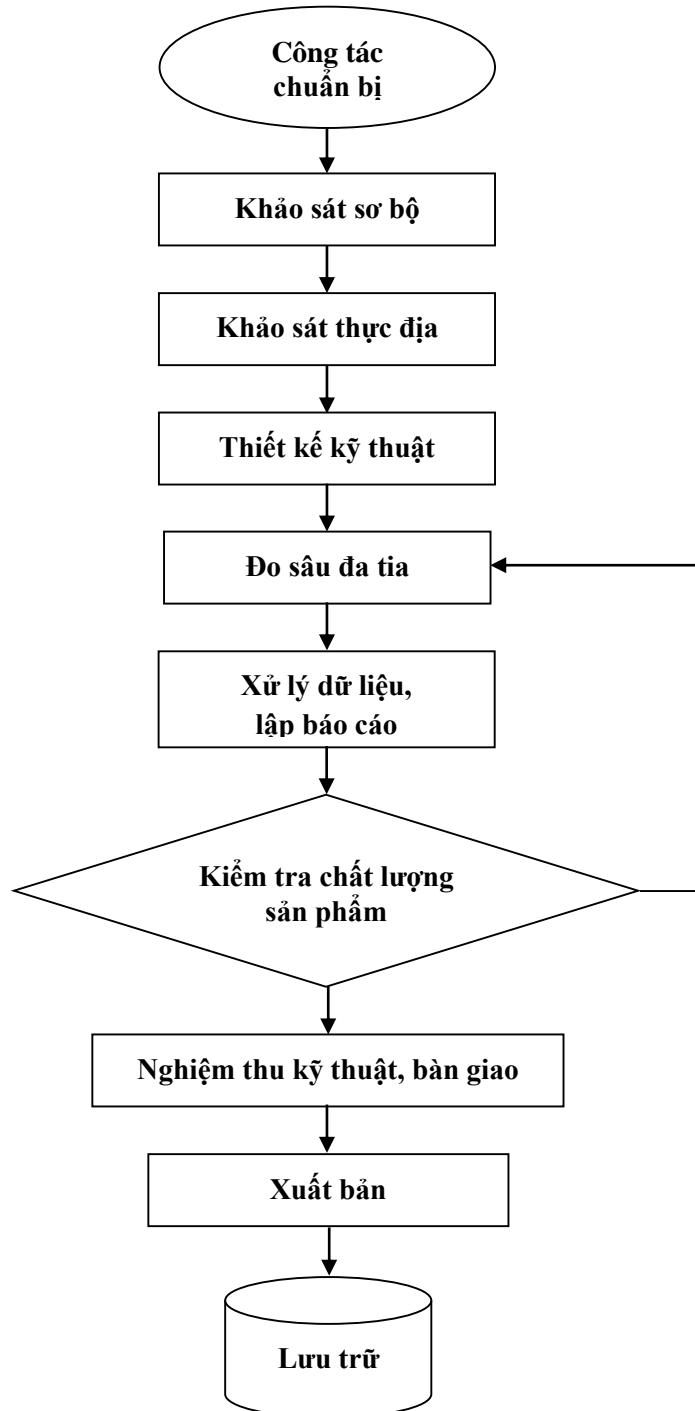 Công tác
chuẩn bị
Khảo sát sơ bộ
Khảo sát thực địa
Thiết kế kỹ thuật
Đo sâu đa tia
Xử lý dữ liệu,
lập báo cáo
Kiểm tra chất lượng
sản phẩm
Nghiệm thu kỹ thuật, bàn giao
Xuất bản
Lưu trữ